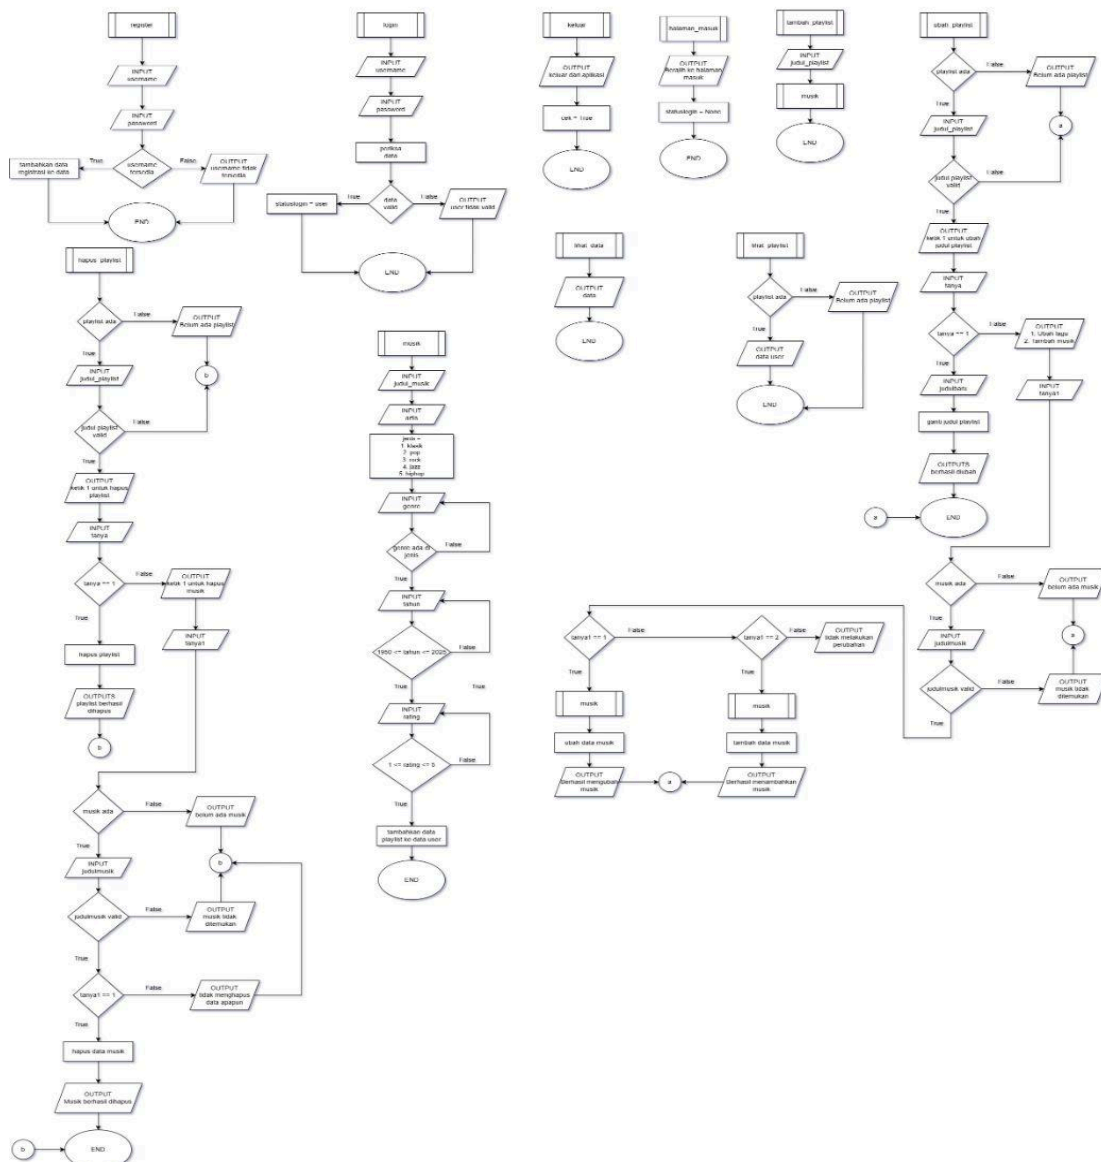 register
INPUT
username
INPUT
password
username
tersedia
True
False
tambahkan data
registrasi ke data
OUTPUT
username tidak
tersedia
END
login
INPUT
username
INPUT
password
periksa
data
data
valid
True
False
statuslogin = user
OUTPUT
user tidak valid
END
keluar
OUTPUT
keluar dari aplikasi
cek = True
END
halaman_masuk
OUTPUT
Beralih ke halaman
masuk
statuslogin = None
END
tambah_playlist
INPUT
judul_playlist
musik
END
ubah_playlist
playlist ada
False
OUTPUT
Belum ada playlist
a
True
INPUT
judul_playlist
judul playlist
valid
False
True
OUTPUT
ketik 1 untuk ubah
judul playlist
INPUT
tanya
tanya == 1
False
OUTPUT
1. Ubah lagu
2. tambah musik
INPUT
tanya1
True
INPUT
judulbaru
ganti judul playlist
OUTPUTS
berhasil diubah
a
END
musik ada
False
OUTPUT
belum ada musik
a
True
INPUT
judulmusik
judulmusik valid
False
OUTPUT
musik tidak
ditemukan
True
tanya1 == 1
False
tanya1 == 2
False
OUTPUT
tidak melakukan
perubahan
True
True
musik
musik
ubah data musik
tambah data musik
OUTPUT
Berhasil mengubah
musik
a
OUTPUT
Berhasil menambahkan
musik
lihat_data
OUTPUT
data
END
lihat_playlist
playlist ada
False
OUTPUT
Belum ada playlist
True
OUTPUT
data user
END
hapus_playlist
playlist ada
False
OUTPUT
Belum ada playlist
b
True
INPUT
judul_playlist
judul playlist
valid
False
True
OUTPUT
ketik 1 untuk hapus
playlist
INPUT
tanya
tanya == 1
False
OUTPUT
ketik 1 untuk hapus
musik
INPUT
tanya1
True
hapus playlist
OUTPUTS
playlist berhasil
dihapus
b
musik ada
False
OUTPUT
belum ada musik
b
True
INPUT
judulmusik
judulmusik valid
False
OUTPUT
musik tidak
ditemukan
True
tanya1 == 1
False
OUTPUT
tidak menghapus
data apapun
True
hapus data musik
OUTPUT
Musik berhasil dihapus
b
END
musik
INPUT
judul_musik
INPUT
artis
jenis =
1. klasik
2. pop
3. rock
4. jazz
5. hiphop
INPUT
genre
genre ada di
jenis
False
True
INPUT
tahun
1950 <= tahun <= 2025
False
True
True
INPUT
rating
1 <= rating <= 5
False
True
tambahkan data
playlist ke data user
END